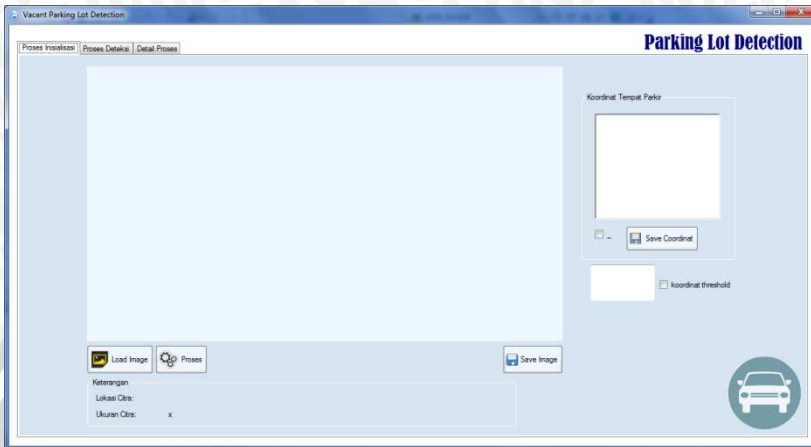 Vacant Parking Lot Detection
Parking Lot Detection
Proses Inisialisasi Proses Deteksi Detail Proses
Koordinat Tempat Parkir
_ Save Coordinat
koordinat threshold
Load Image Proses Save Image
Keterangan
Lokasi Citra:
Ukuran Citra: x